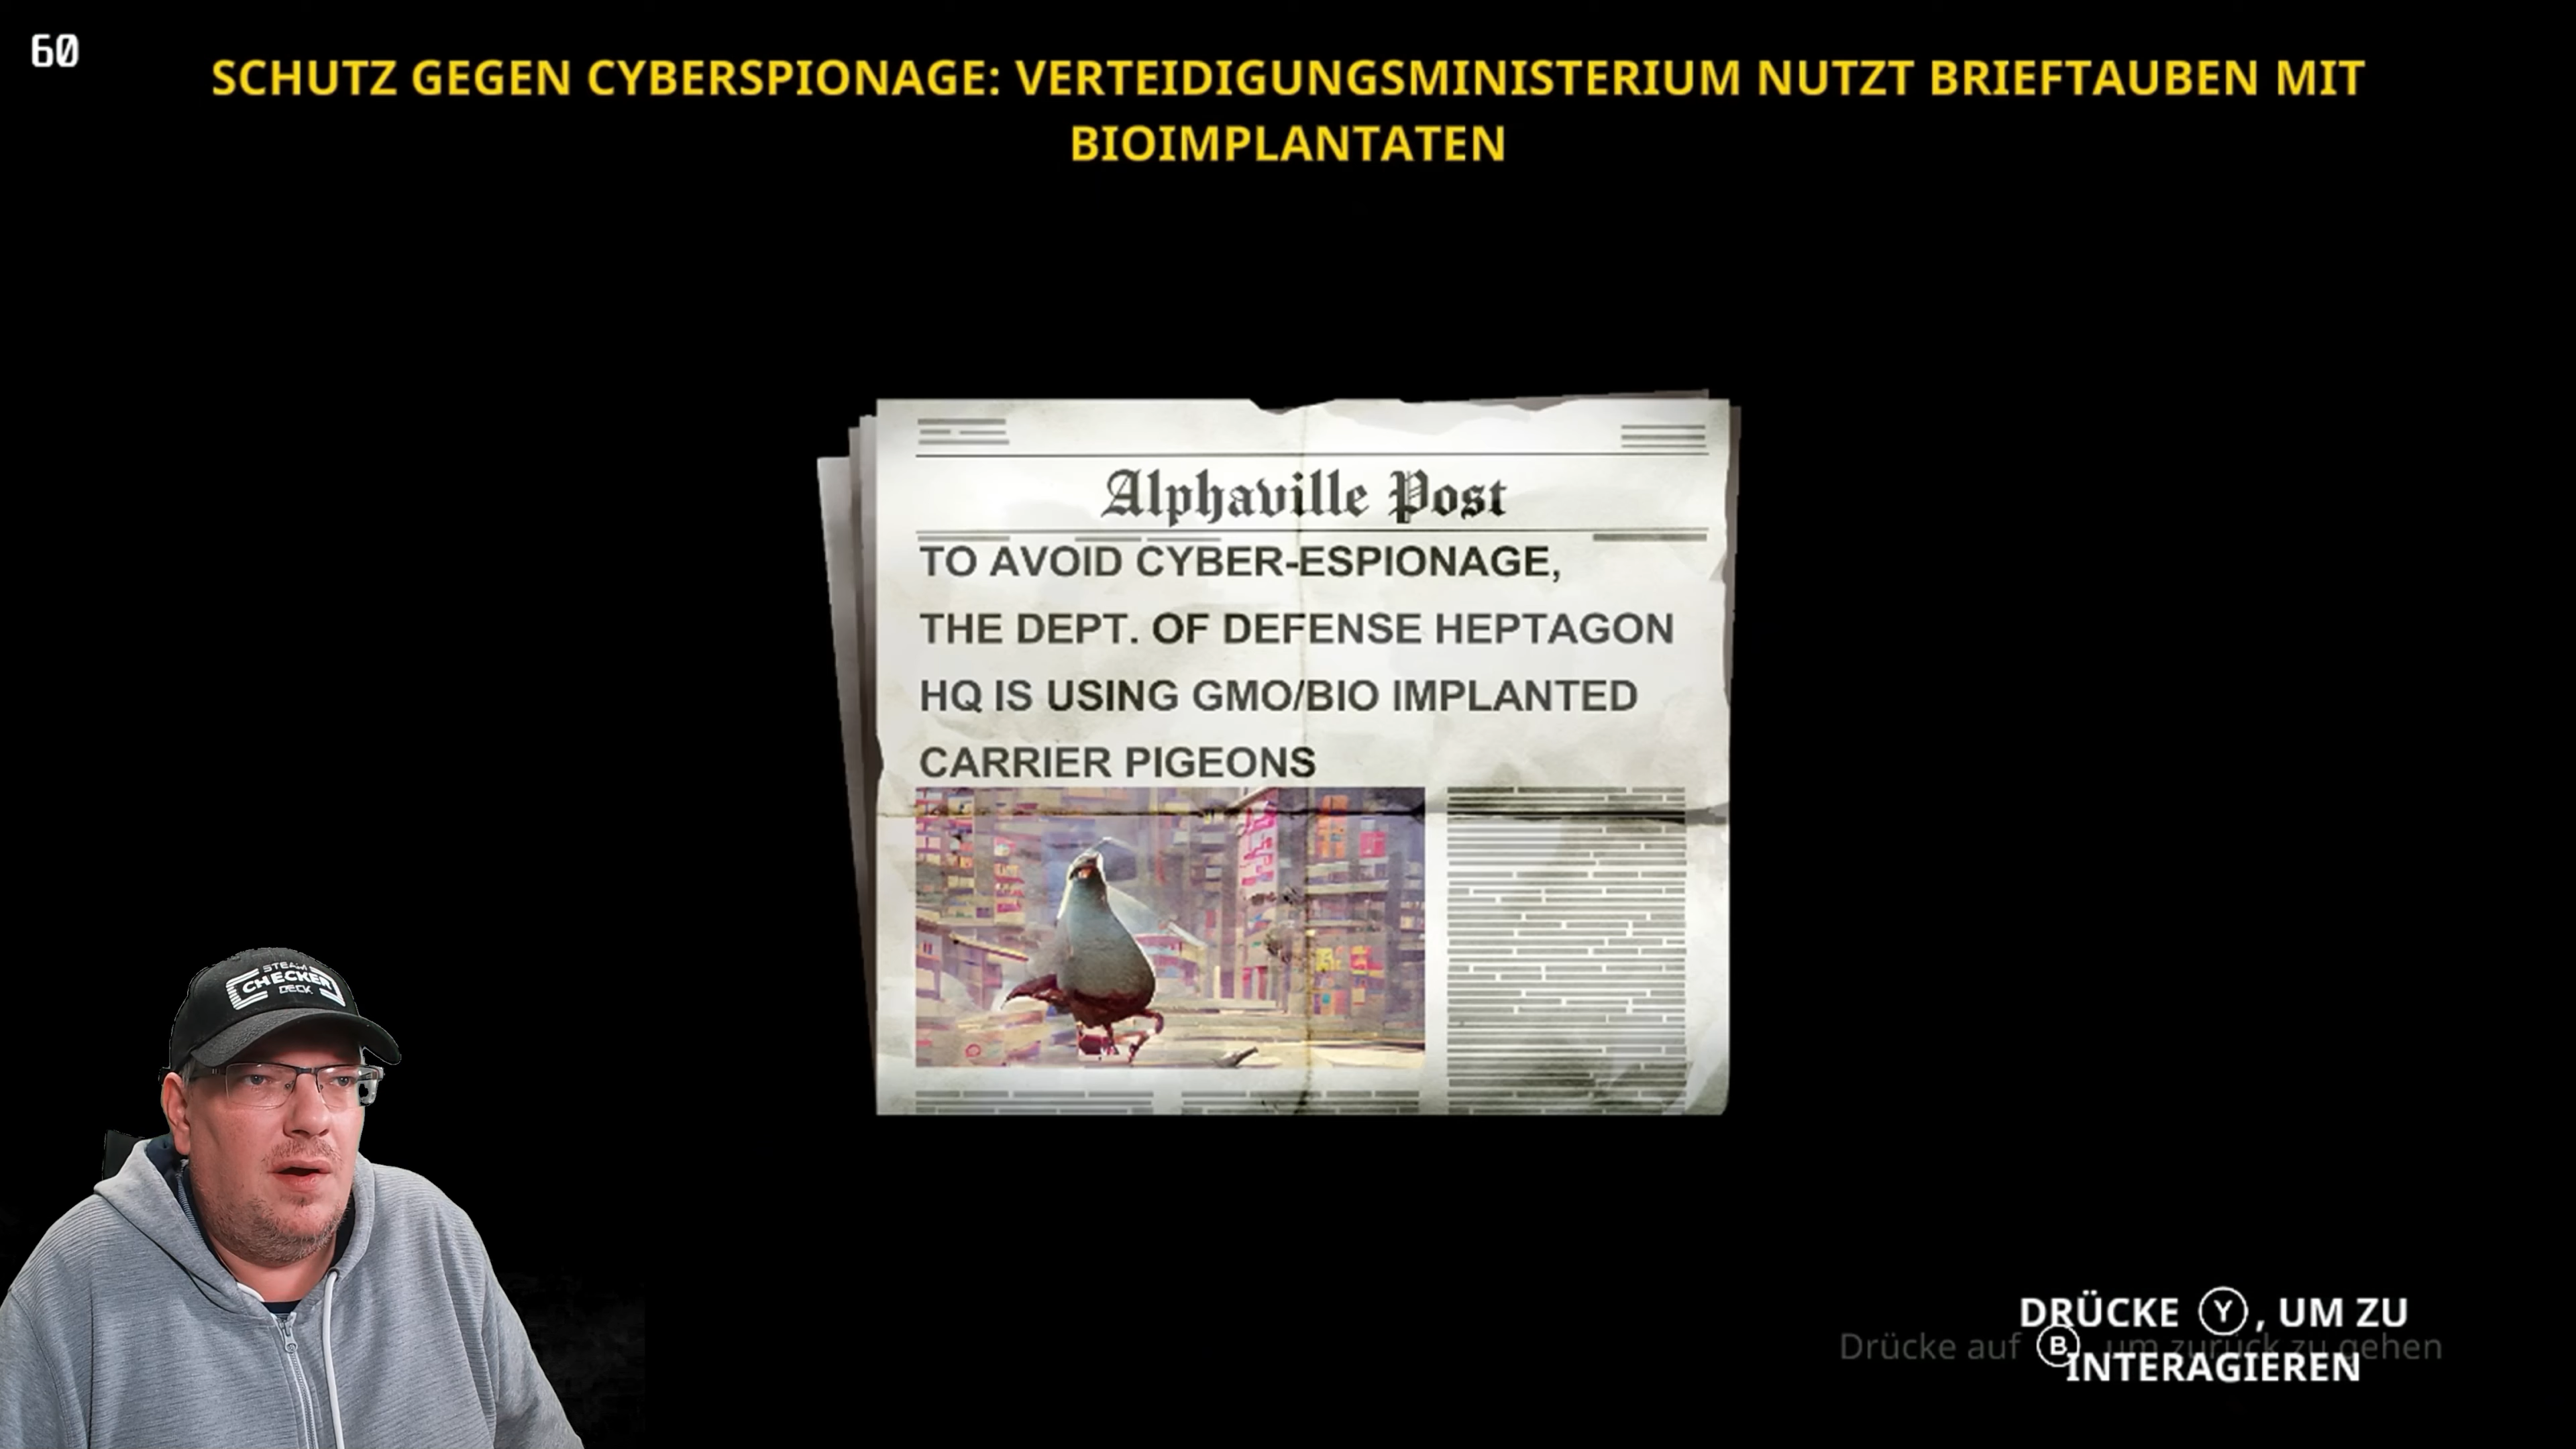 60
SCHUTZ GEGEN CYBERSPIONAGE: VERTEIDIGUNGSMINISTERIUM NUTZT BRIEFTAUBEN MIT
BIOIMPLANTATEN
Alphaville Post
TO AVOID CYBER-ESPIONAGE,
THE DEPT. OF DEFENSE HEPTAGON
HQ IS USING GMO/BIO IMPLANTED
CARRIER PIGEONS
STEAM
CHECKER
DECK
DRÜCKE Y, UM ZU
Drücke auf B um zurück zu gehen
INTERAGIEREN